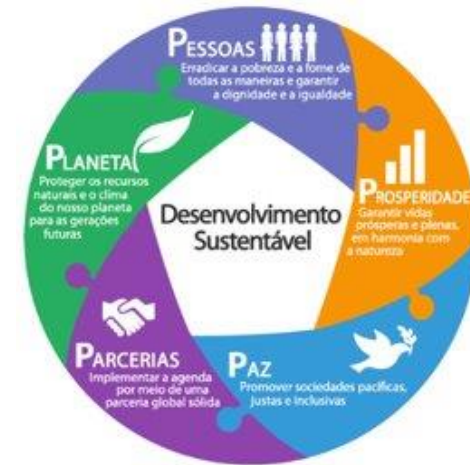 PESSOAS
Erradicar a pobreza e a fome de
todas as maneiras e garantir
a dignidade e a igualdade
PROSPERIDADE
Garantir vidas
prósperas e plenas,
em harmonia com
a natureza
PAZ
Promover sociedades pacíficas,
justas e inclusivas
PARCERIAS
Implementar a agenda
por meio de uma
parceria global sólida
PLANETA
Proteger os recursos
naturais e o clima
do nosso planeta
para as gerações
futuras
Desenvolvimento
Sustentável